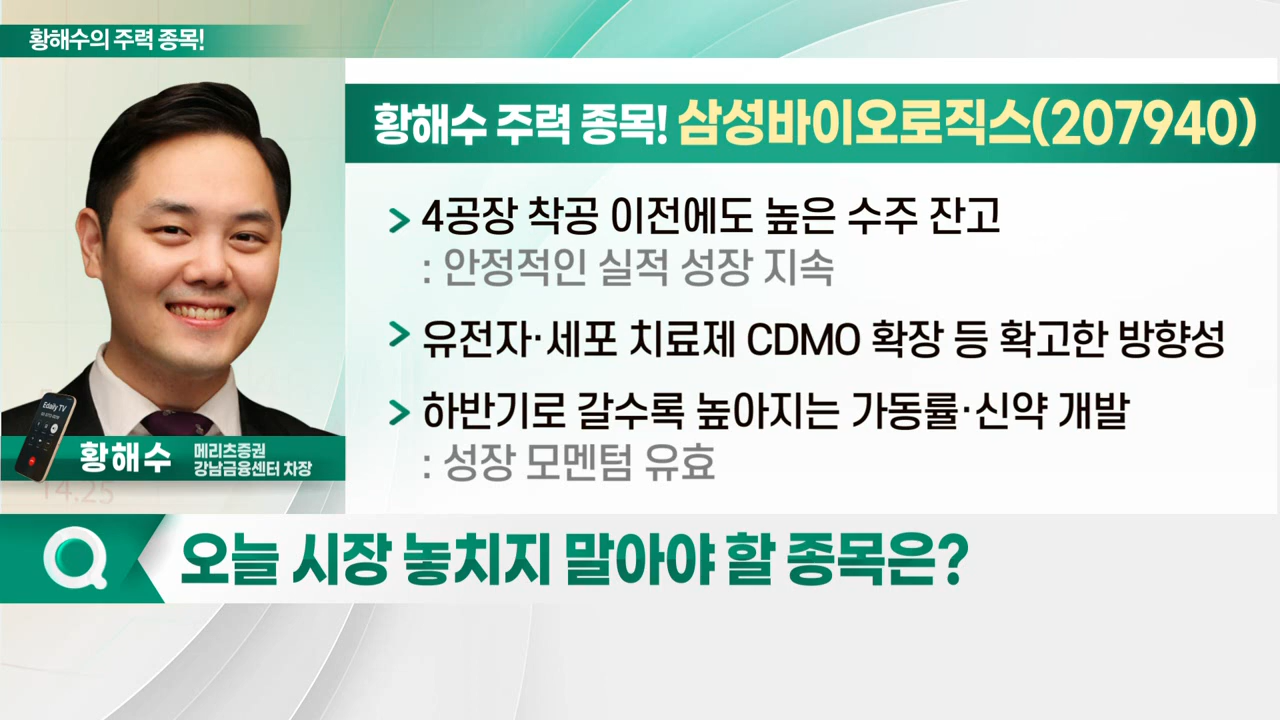 황해수의 주력 종목!
황해수 주력 종목! 삼성바이오로직스(207940)
> 4공장 착공 이전에도 높은 수주 잔고
: 안정적인 실적 성장 지속
> 유전자·세포 치료제 CDMO 확장 등 확고한 방향성
> 하반기로 갈수록 높아지는 가동률·신약 개발
: 성장 모멘텀 유효
Edaily TV
황해수
메리츠증권
강남금융센터 차장
14.25
Q 오늘 시장 놓치지 말아야 할 종목은?